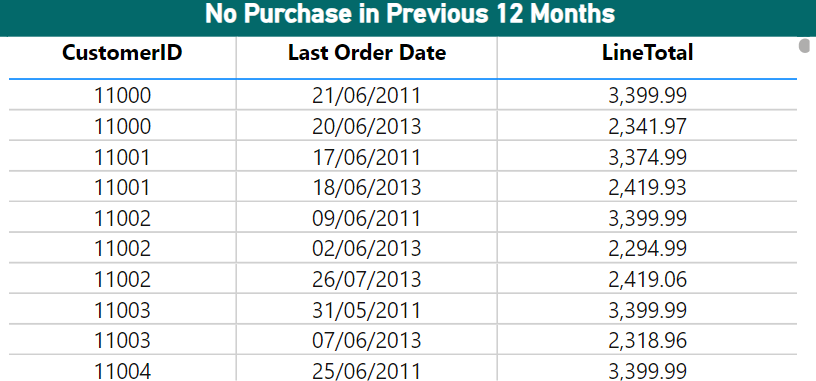 No Purchase in Previous 12 Months
CustomerID Last Order Date LineTotal
11000 21/06/2011 3,399.99
11000 20/06/2013 2,341.97
11001 17/06/2011 3,374.99
11001 18/06/2013 2,419.93
11002 09/06/2011 3,399.99
11002 02/06/2013 2,294.99
11002 26/07/2013 2,419.06
11003 31/05/2011 3,399.99
11003 07/06/2013 2,318.96
11004 25/06/2011 3,399.99